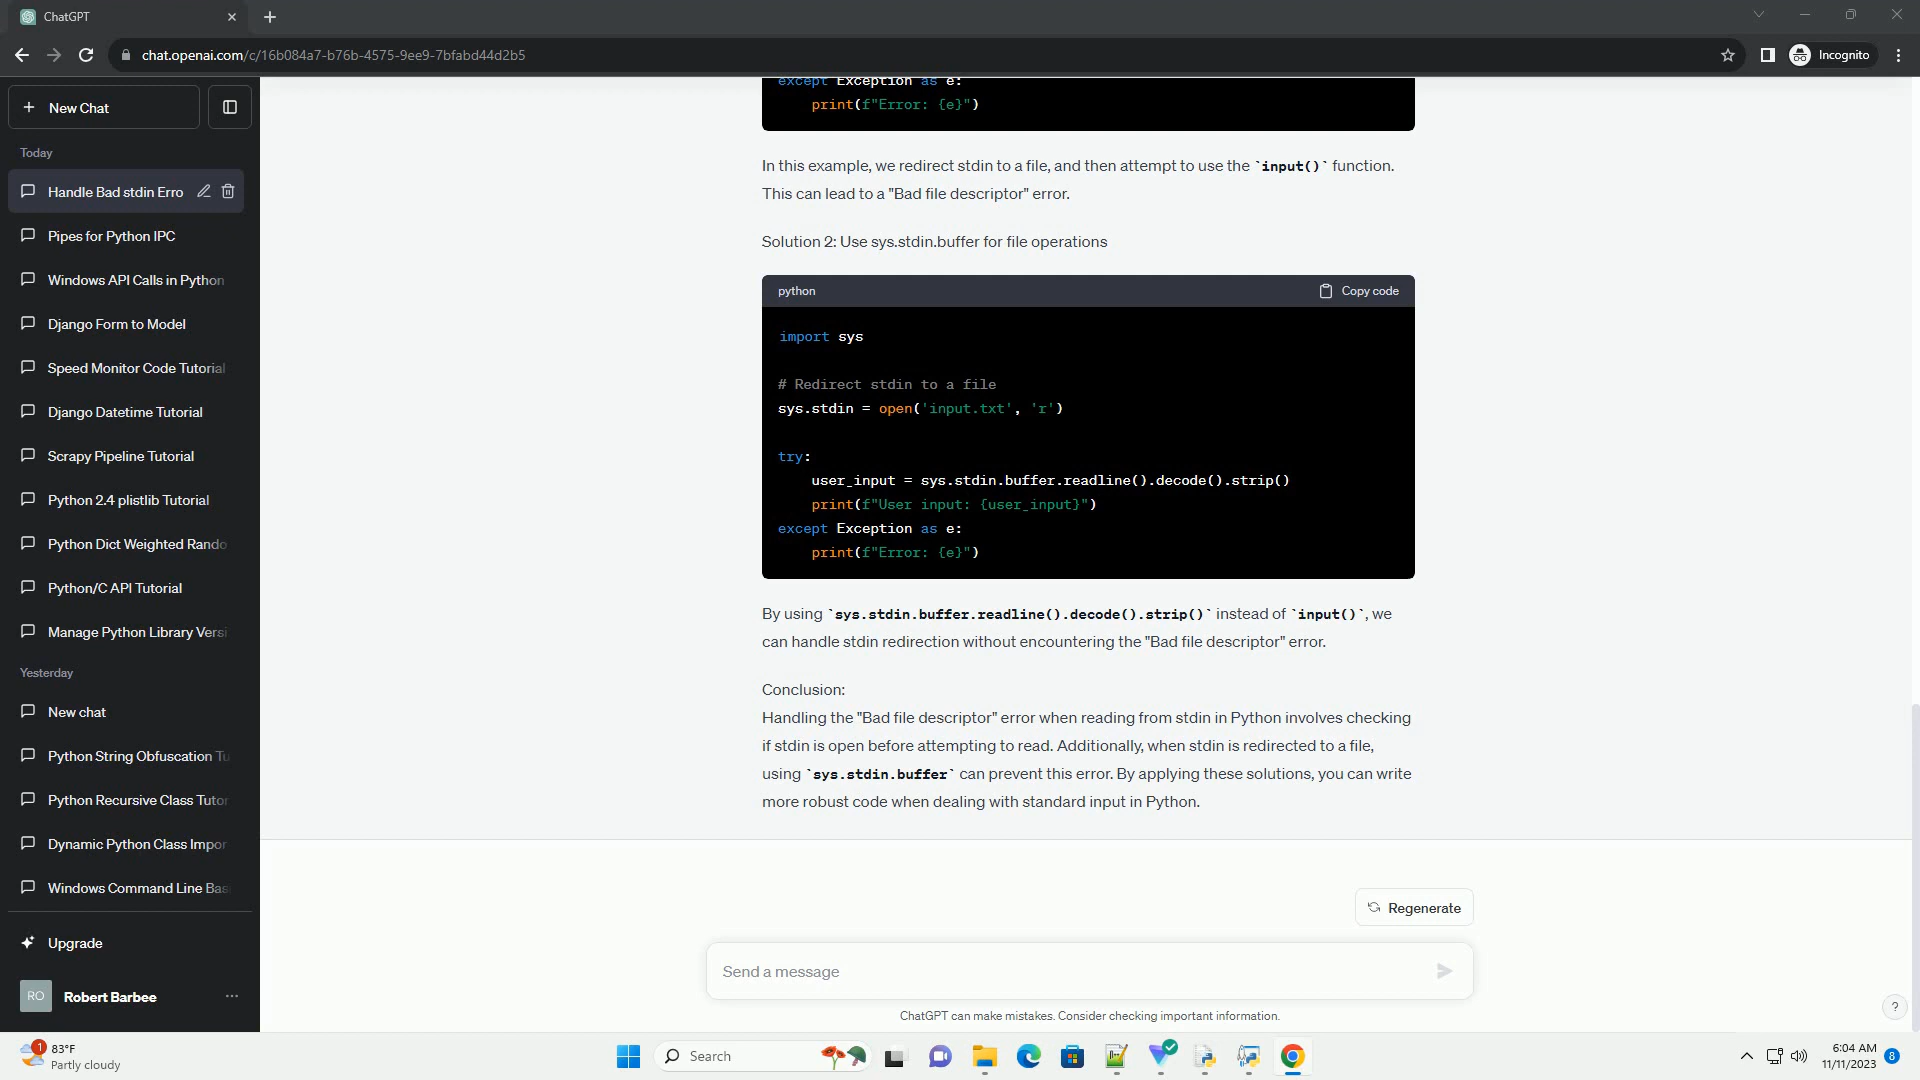 ChatGPT
chat.openai.com/c/16b084a7-b76b-4575-9ee9-7bfabd44d2b5
Incognito
New Chat
Today
Handle Bad stdin Erro
Pipes for Python IPC
Windows API Calls in Python
Django Form to Model
Speed Monitor Code Tutorial
Django Datetime Tutorial
Scrapy Pipeline Tutorial
Python 2.4 plistlib Tutorial
Python Dict Weighted Rando
Python/C API Tutorial
Manage Python Library Versi
Yesterday
New chat
Python String Obfuscation Tu
Python Recursive Class Tutor
Dynamic Python Class Impor
Windows Command Line Bas
Upgrade
RO
Robert Barbee
except Exception as e:
print(f"Error: {e}")
In this example, we redirect stdin to a file, and then attempt to use the `input()` function.
This can lead to a "Bad file descriptor" error.
Solution 2: Use sys.stdin.buffer for file operations
python
Copy code
import sys
# Redirect stdin to a file
sys.stdin = open('input.txt', 'r')
try:
user_input = sys.stdin.buffer.readline().decode().strip()
print(f"User input: {user_input}")
except Exception as e:
print(f"Error: {e}")
By using `sys.stdin.buffer.readline().decode().strip()` instead of `input()`, we
can handle stdin redirection without encountering the "Bad file descriptor" error.
Conclusion:
Handling the "Bad file descriptor" error when reading from stdin in Python involves checking
if stdin is open before attempting to read. Additionally, when stdin is redirected to a file,
using `sys.stdin.buffer` can prevent this error. By applying these solutions, you can write
more robust code when dealing with standard input in Python.
Regenerate
Send a message
ChatGPT can make mistakes. Consider checking important information.
?
1
83°F
Partly cloudy
Search
6:04 AM
11/11/2023
8